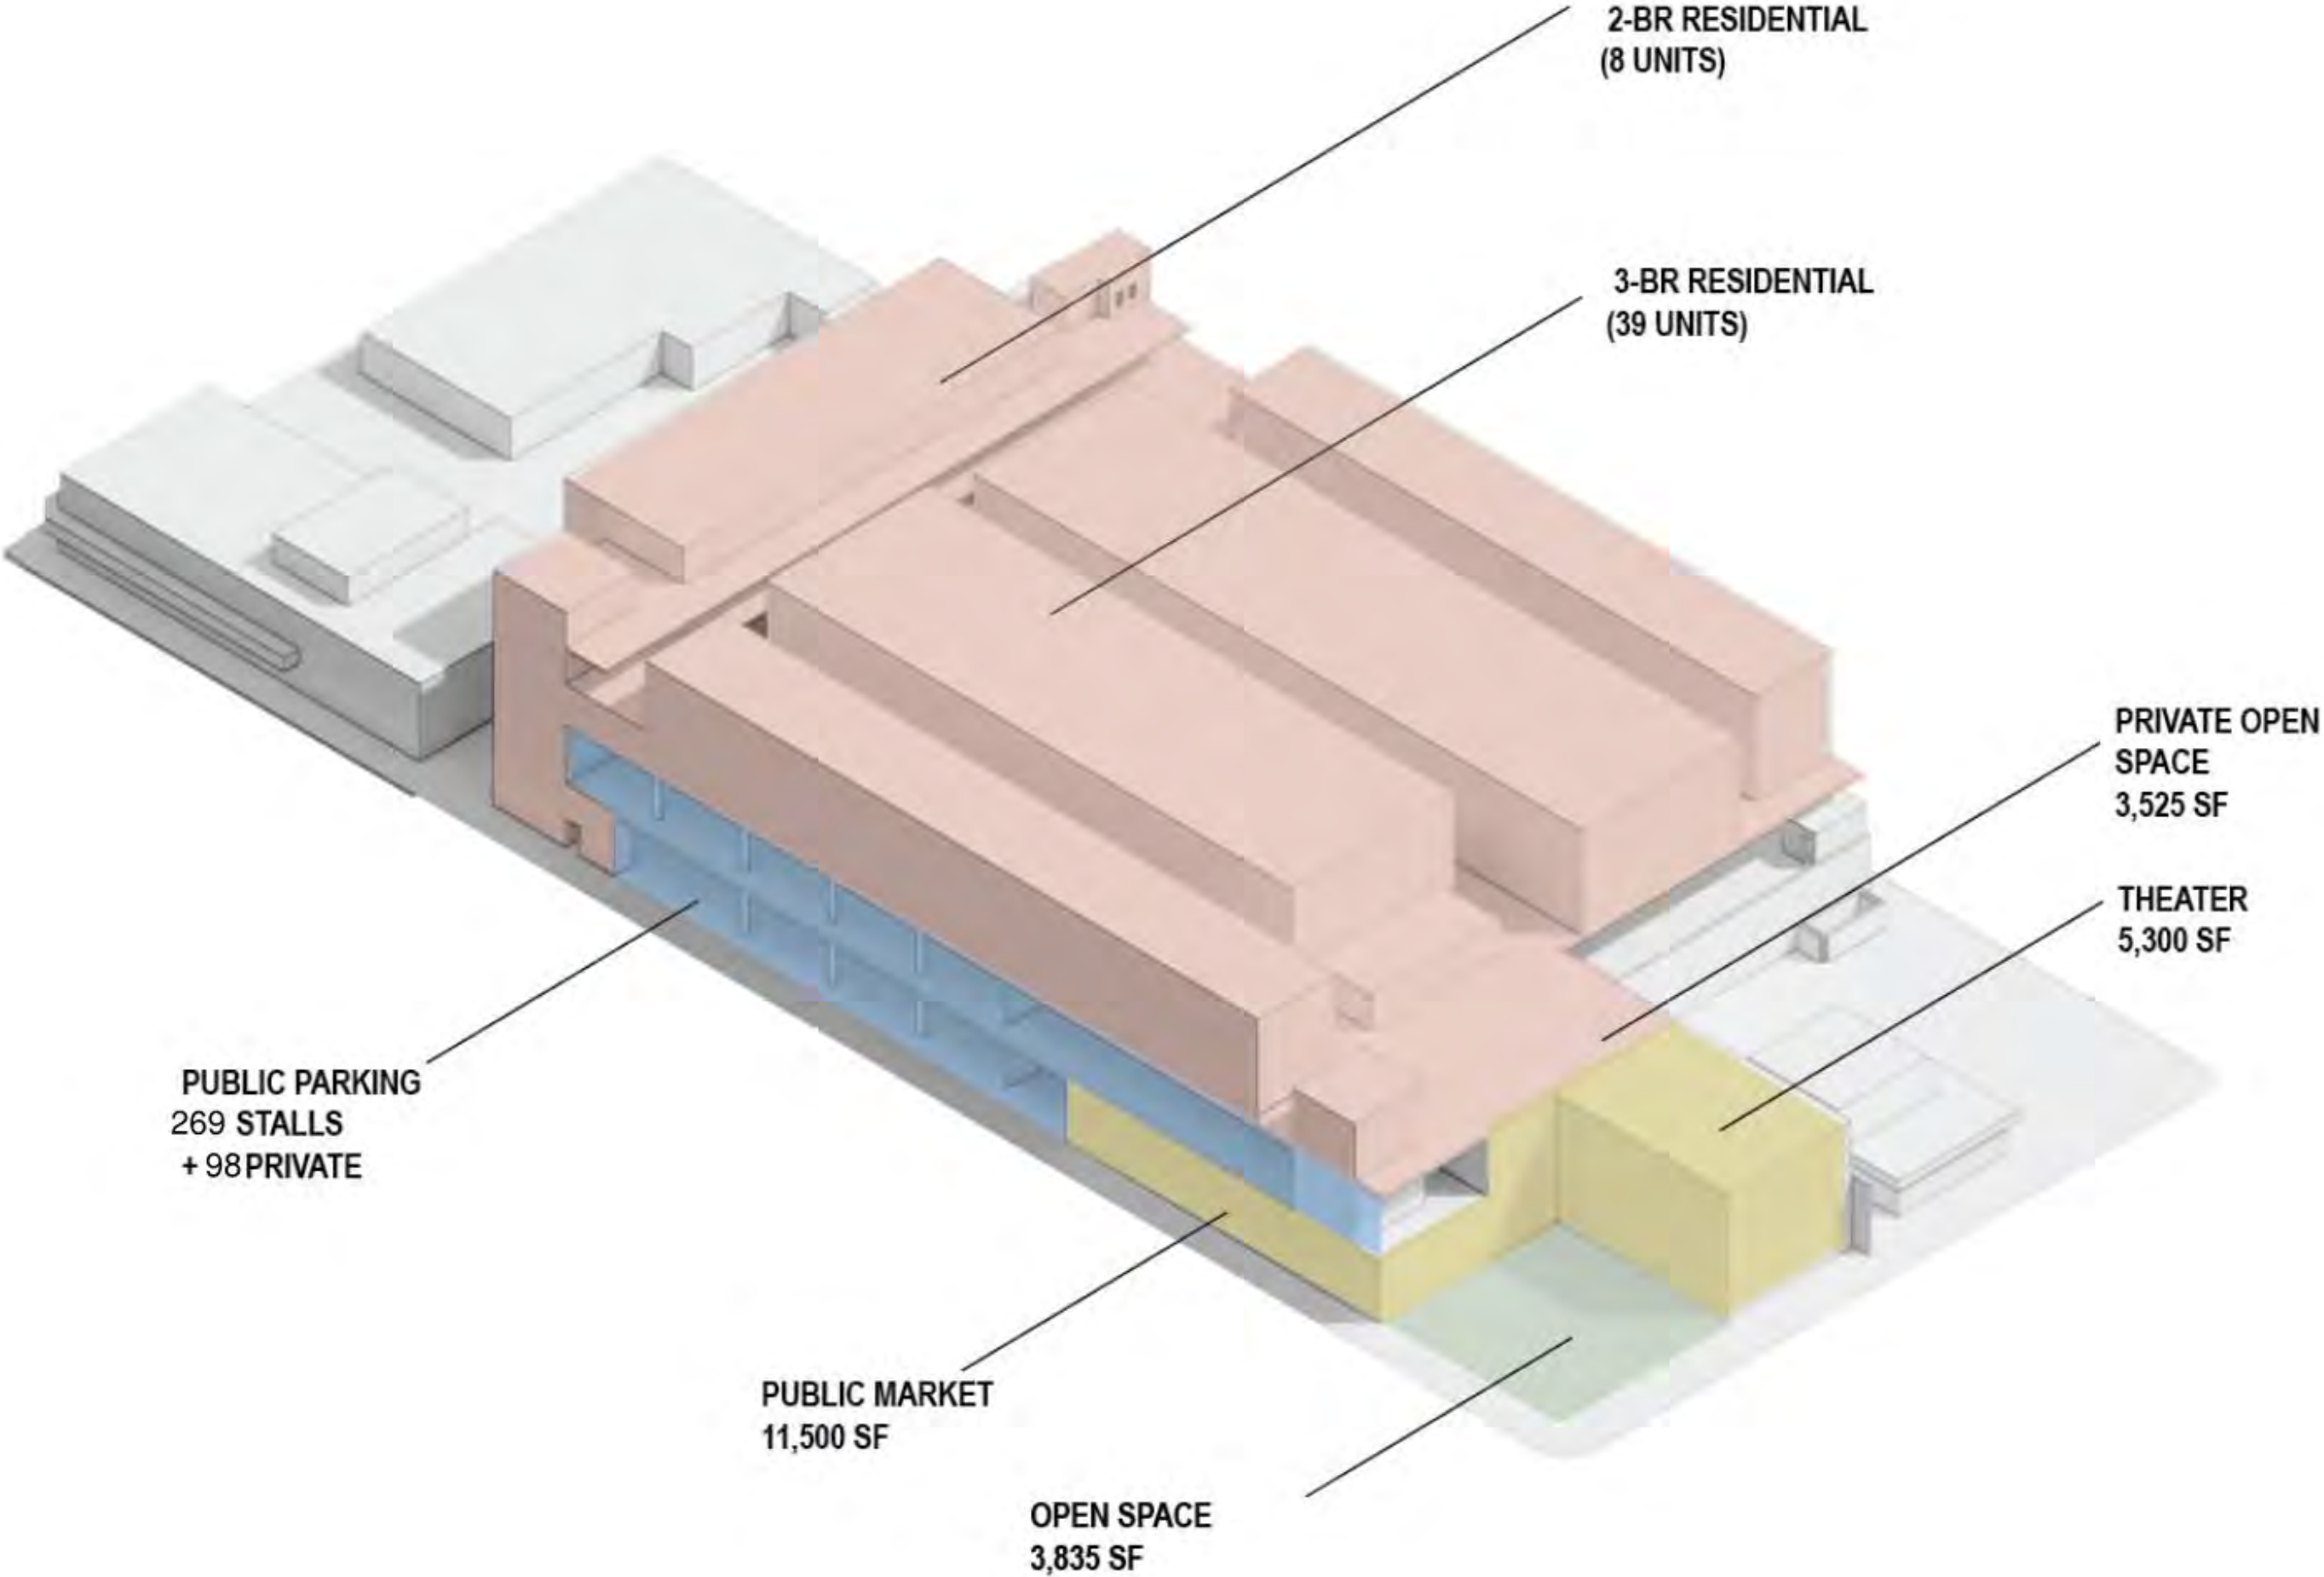 2-BR RESIDENTIAL
(8 UNITS)
3-BR RESIDENTIAL
(39 UNITS)
PRIVATE OPEN
SPACE
3,525 SF
THEATER
5,300 SF
PUBLIC PARKING
269 STALLS
+ 98 PRIVATE
PUBLIC MARKET
11,500 SF
OPEN SPACE
3,835 SF